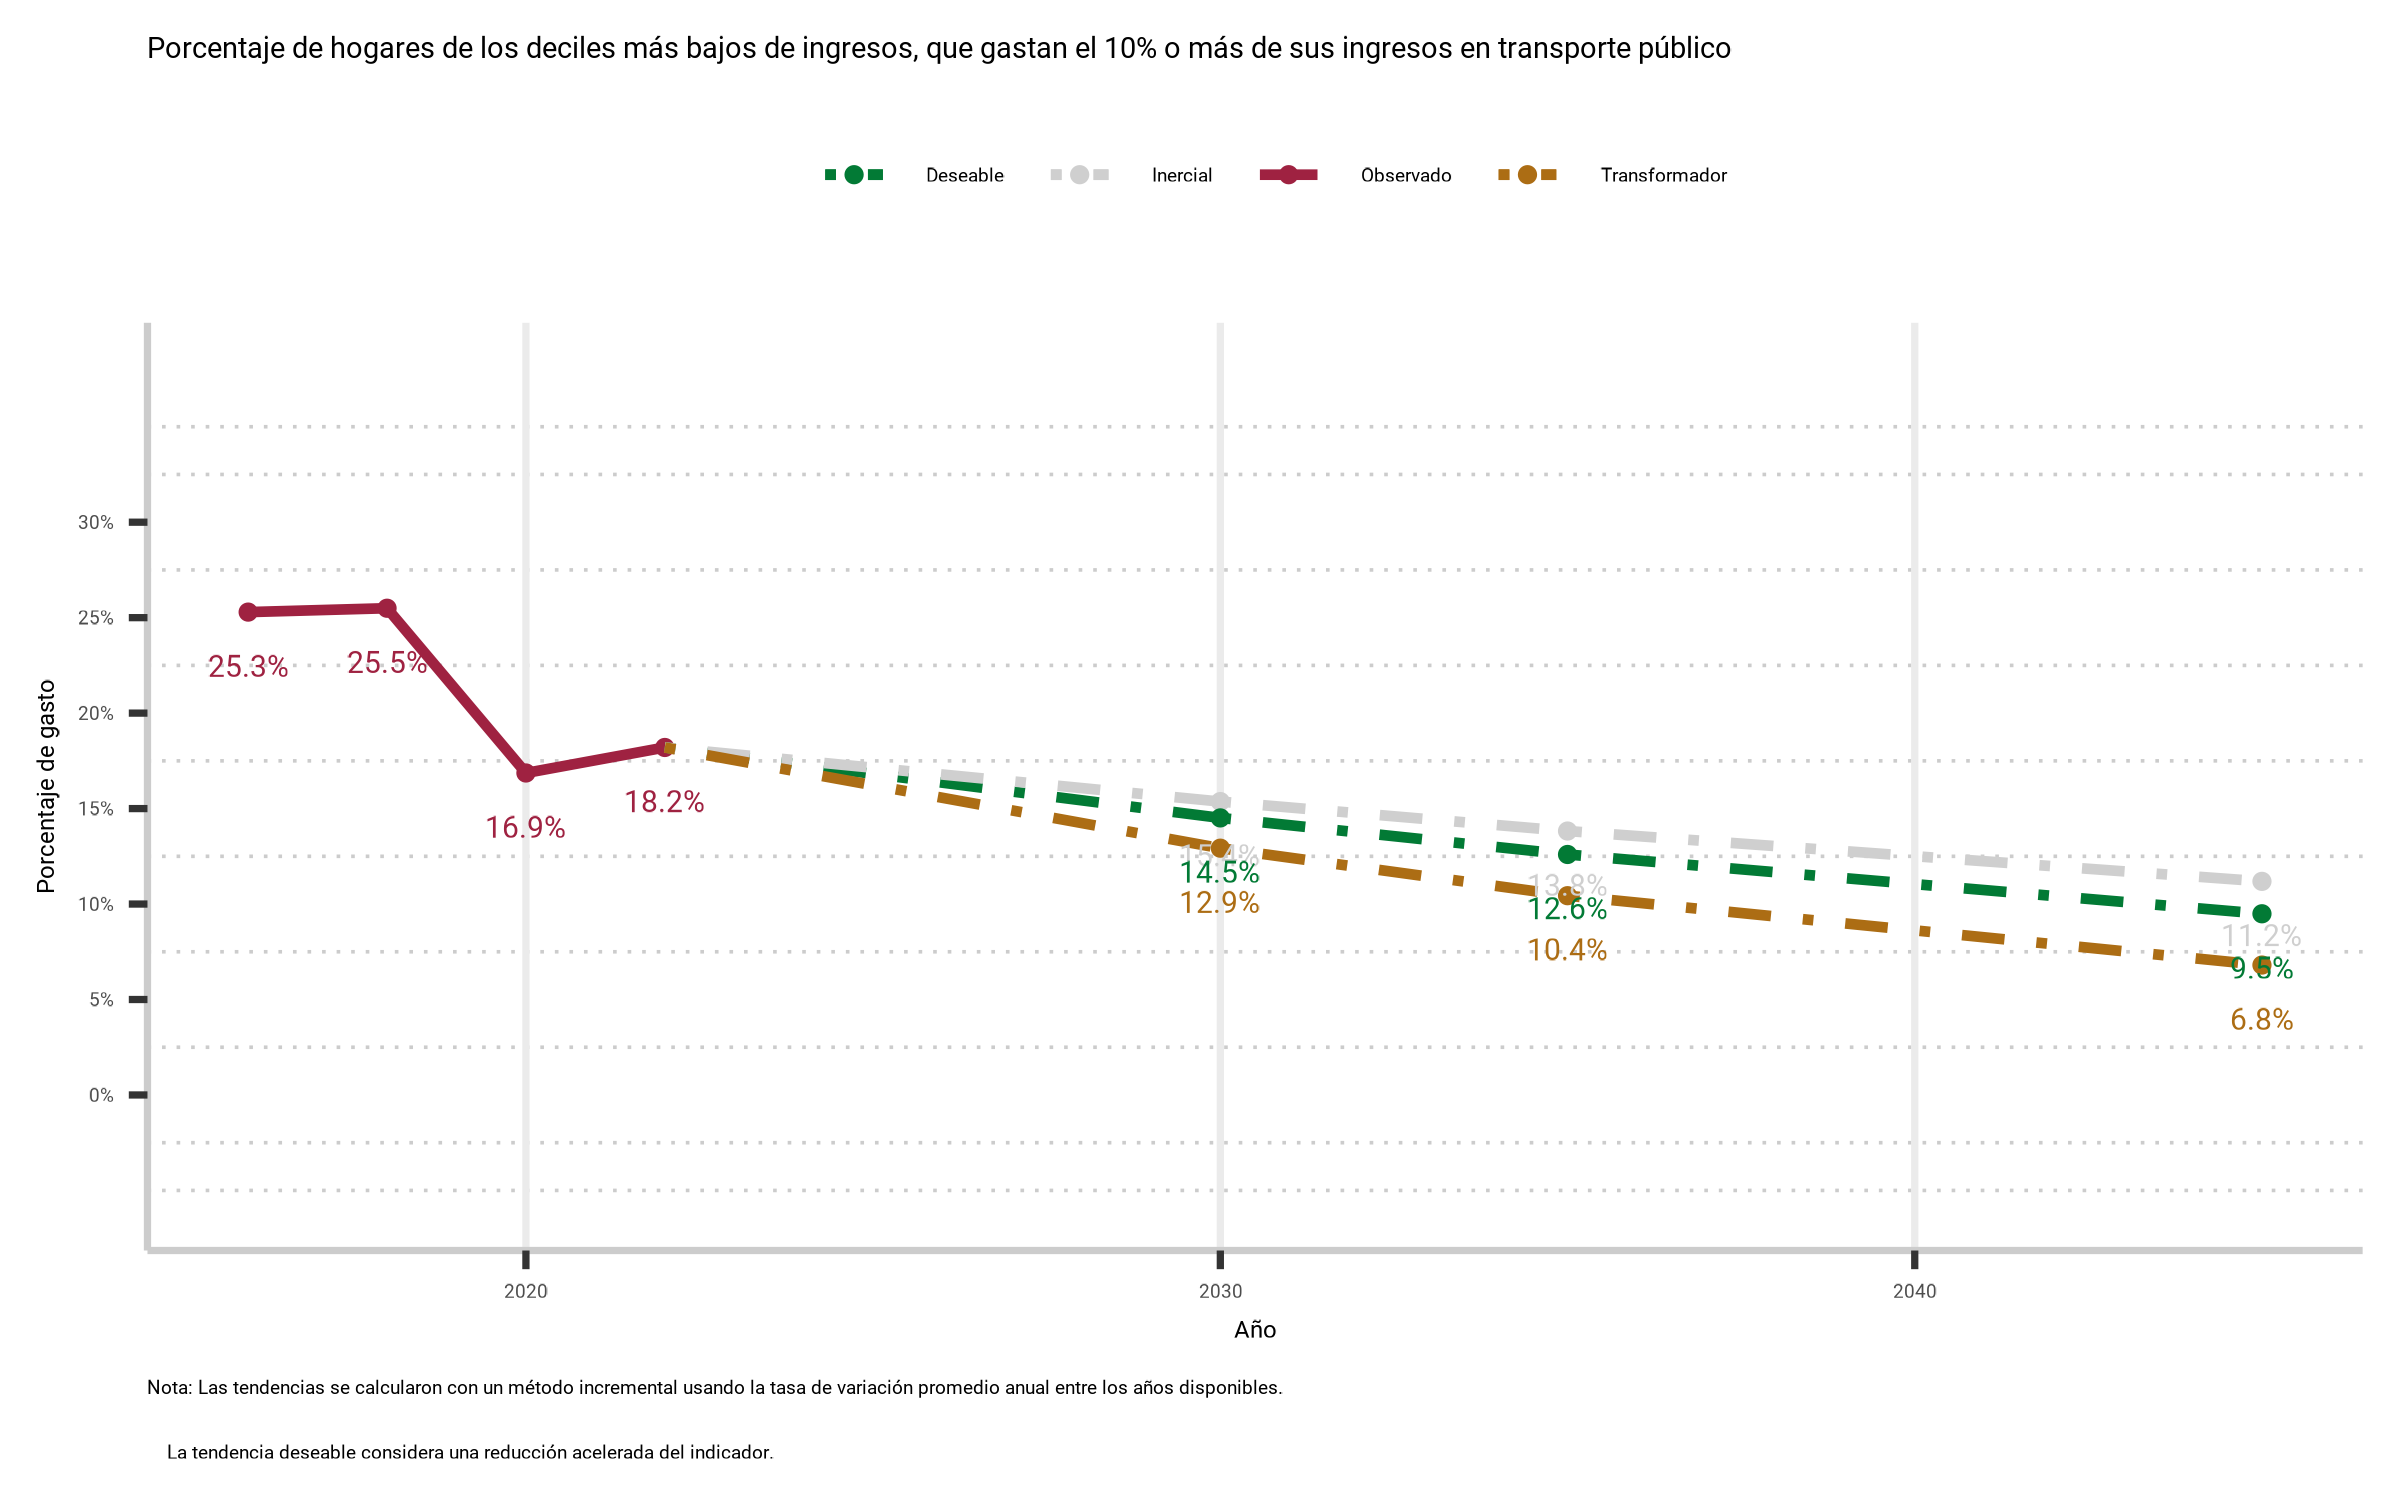 Porcentaje de hogares de los deciles más bajos de ingresos, que gastan el 10% o más de sus ingresos en transporte público
Deseable
Inercial
Observado
Transformador
Porcentaje de gasto
30%
25%
20%
15%
10%
5%
0%
25.3%
25.5%
16.9%
18.2%
14.5%
12.9%
13.8%
12.6%
10.4%
11.2%
9.5%
6.8%
2020
2030
2040
Año
Nota: Las tendencias se calcularon con un método incremental usando la tasa de variación promedio anual entre los años disponibles.
La tendencia deseable considera una reducción acelerada del indicador.